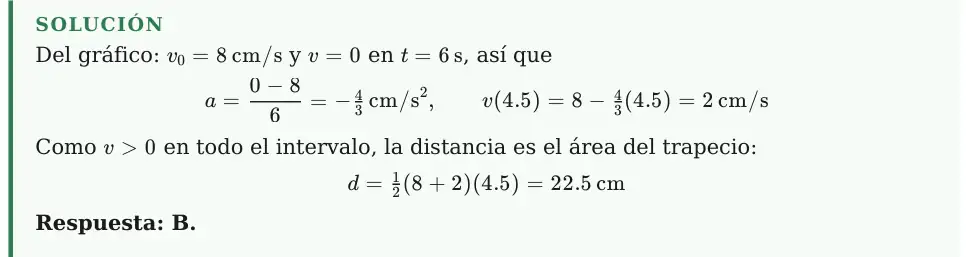 SOLUCIÓN
Del gráfico: v₀ = 8 cm/s y v = 0 en t = 6 s, así que
a = (0 − 8)/6 = −4/3 cm/s², v(4.5) = 8 − 4/3(4.5) = 2 cm/s
Como v > 0 en todo el intervalo, la distancia es el área del trapecio:
d = 1/2(8 + 2)(4.5) = 22.5 cm
Respuesta: B.